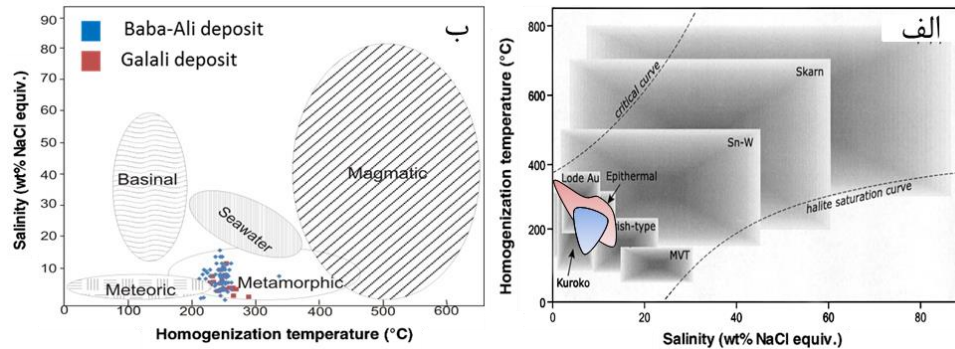 ب
Baba-Ali deposit
Galali deposit
Salinity (wt% NaCl equiv.)
90
80
70
60
50
40
30
20
10
Basinal
Seawater
Magmatic
Meteoric
Metamorphic
0 100 200 300 400 500 600
Homogenization temperature (°C)
الف
Homogenization temperature (°C)
800
600
400
200
0
critical curve
Skarn
Sn-W
Lode Au
Epithermal
halite saturation curve
ish-type
MVT
Kuroko
0 20 40 60 80
Salinity (wt% NaCl equiv.)